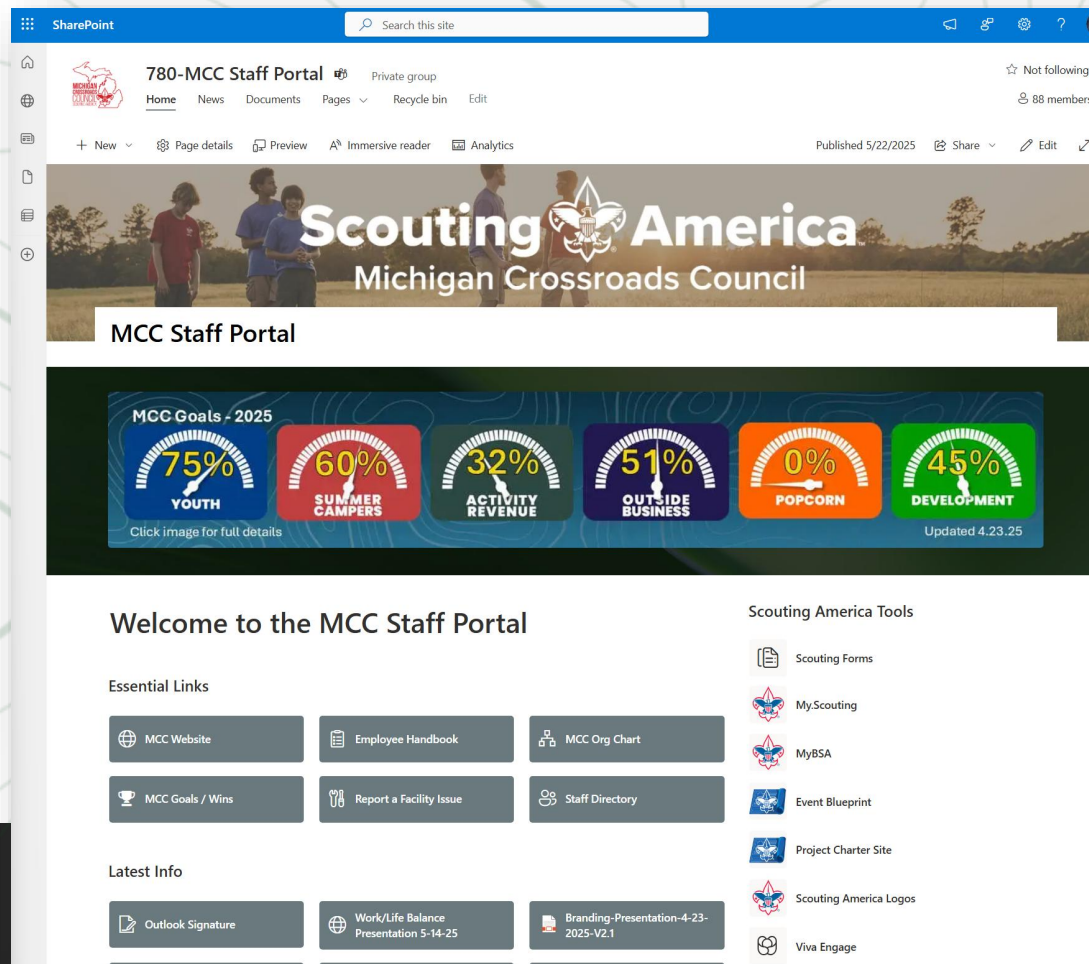 SharePoint
Search this site
?
MICHIGAN
CROSSROADS
COUNCIL
780-MCC Staff Portal
Private group
Not following
Home News Documents Pages Recycle bin Edit
88 members
New Page details Preview Immersive reader Analytics
Published 5/22/2025 Share Edit
Scouting America
Michigan Crossroads Council
MCC Staff Portal
MCC Goals - 2025
75%
YOUTH
60%
SUMMER
CAMPERS
32%
ACTIVITY
REVENUE
51%
OUTSIDE
BUSINESS
0%
POPCORN
45%
DEVELOPMENT
Click image for full details
Updated 4.23.25
Welcome to the MCC Staff Portal
Essential Links
MCC Website
Employee Handbook
MCC Org Chart
MCC Goals / Wins
Report a Facility Issue
Staff Directory
Latest Info
Outlook Signature
Work/Life Balance
Presentation 5-14-25
Branding-Presentation-4-23-
2025-V2.1
Scouting America Tools
Scouting Forms
My.Scouting
MyBSA
Event Blueprint
Project Charter Site
Scouting America Logos
Viva Engage